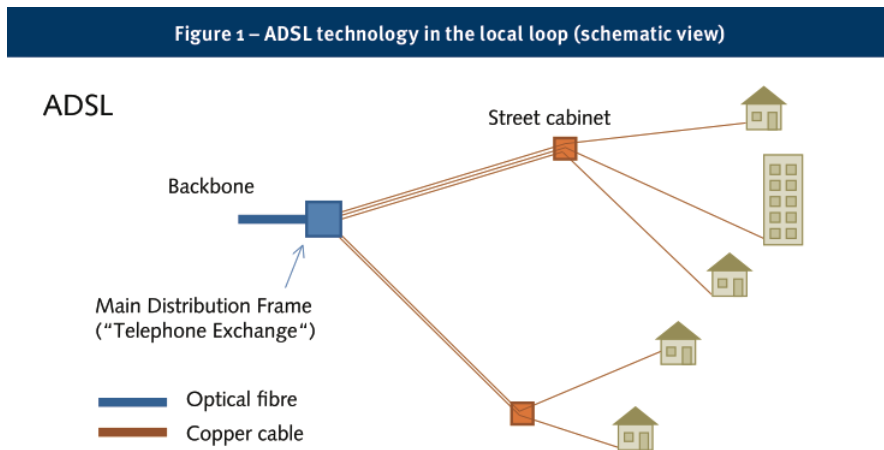 Figure 1 – ADSL technology in the local loop (schematic view)
ADSL
Street cabinet
Backbone
Main Distribution Frame
(“Telephone Exchange“)
Optical fibre
Copper cable